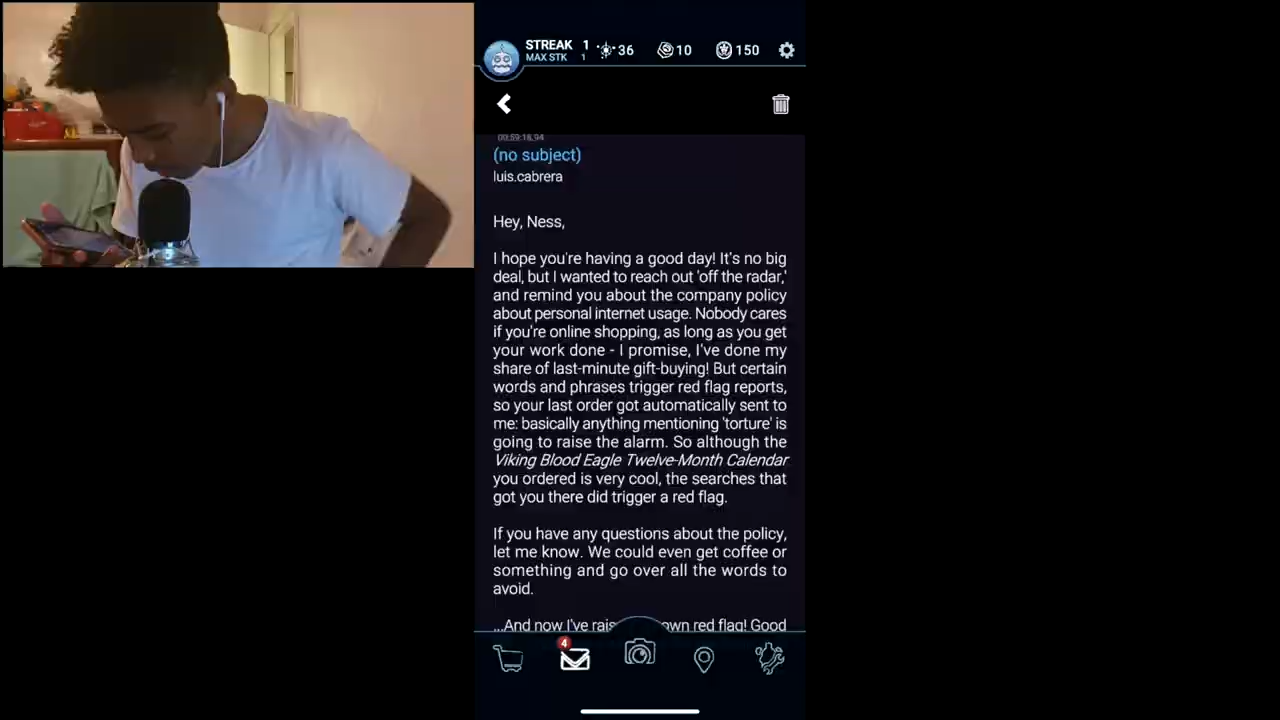 STREAK 1 36 10 150
MAX STK 1
00:59:18.94
(no subject)
luis.cabrera
Hey, Ness,
I hope you're having a good day! It's no big
deal, but I wanted to reach out 'off the radar,'
and remind you about the company policy
about personal internet usage. Nobody cares
if you're online shopping, as long as you get
your work done - I promise, I've done my
share of last-minute gift-buying! But certain
words and phrases trigger red flag reports,
so your last order got automatically sent to
me: basically anything mentioning 'torture' is
going to raise the alarm. So although the
Viking Blood Eagle Twelve-Month Calendar
you ordered is very cool, the searches that
got you there did trigger a red flag.
If you have any questions about the policy,
let me know. We could even get coffee or
something and go over all the words to
avoid.
...And now I've own red flag! Good
4